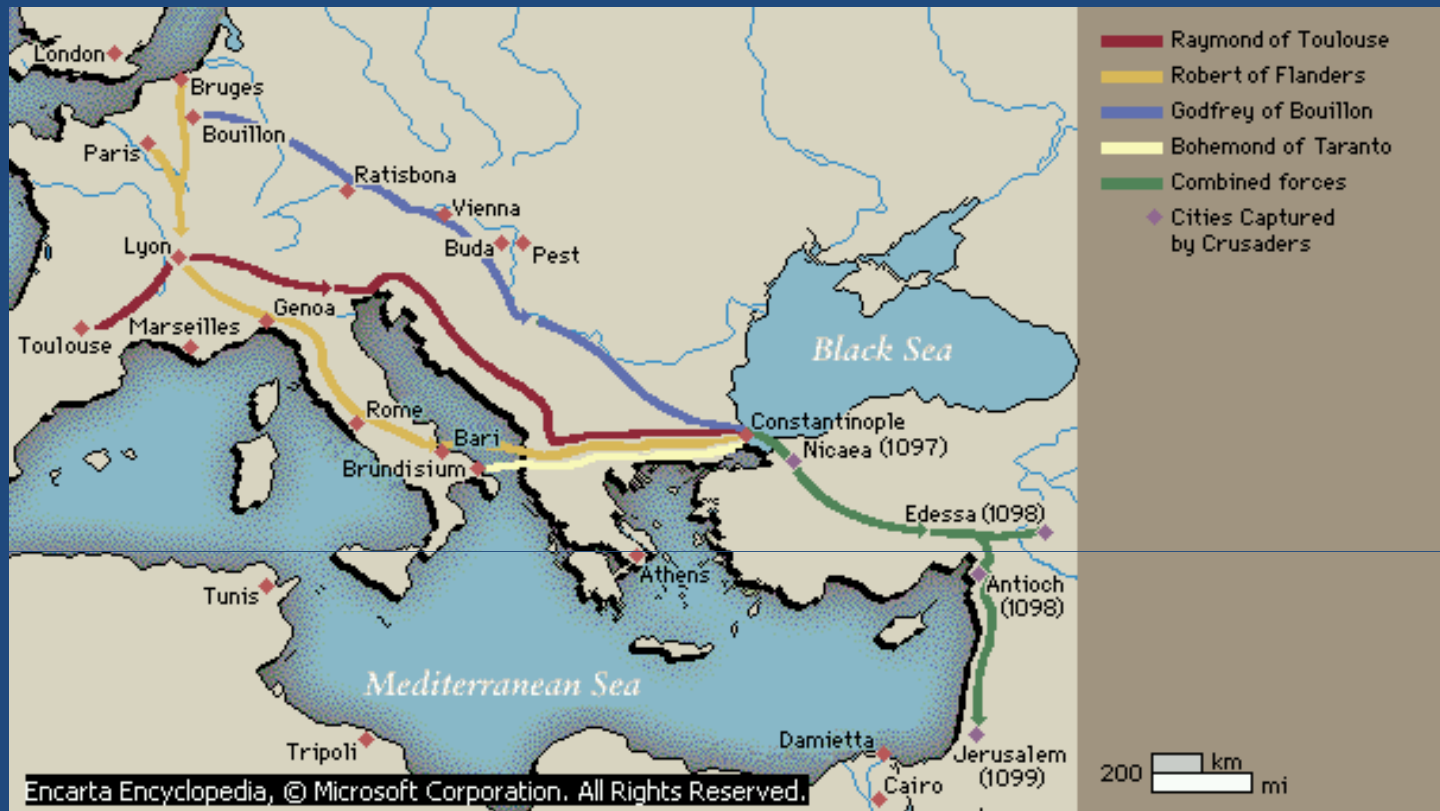 London
Bruges
Bouillon
Paris
Ratisbona
Vienna
Buda
Pest
Lyon
Genoa
Marseilles
Toulouse
Rome
Bari
Brundisium
Black Sea
Constantinople
Nicaea (1097)
Edessa (1098)
Antioch
(1098)
Athens
Tunis
Mediterranean Sea
Tripoli
Damietta
Jerusalem
(1099)
Cairo
Raymond of Toulouse
Robert of Flanders
Godfrey of Bouillon
Bohemond of Taranto
Combined forces
Cities Captured
by Crusaders
200 km
mi
Encarta Encyclopedia, © Microsoft Corporation. All Rights Reserved.